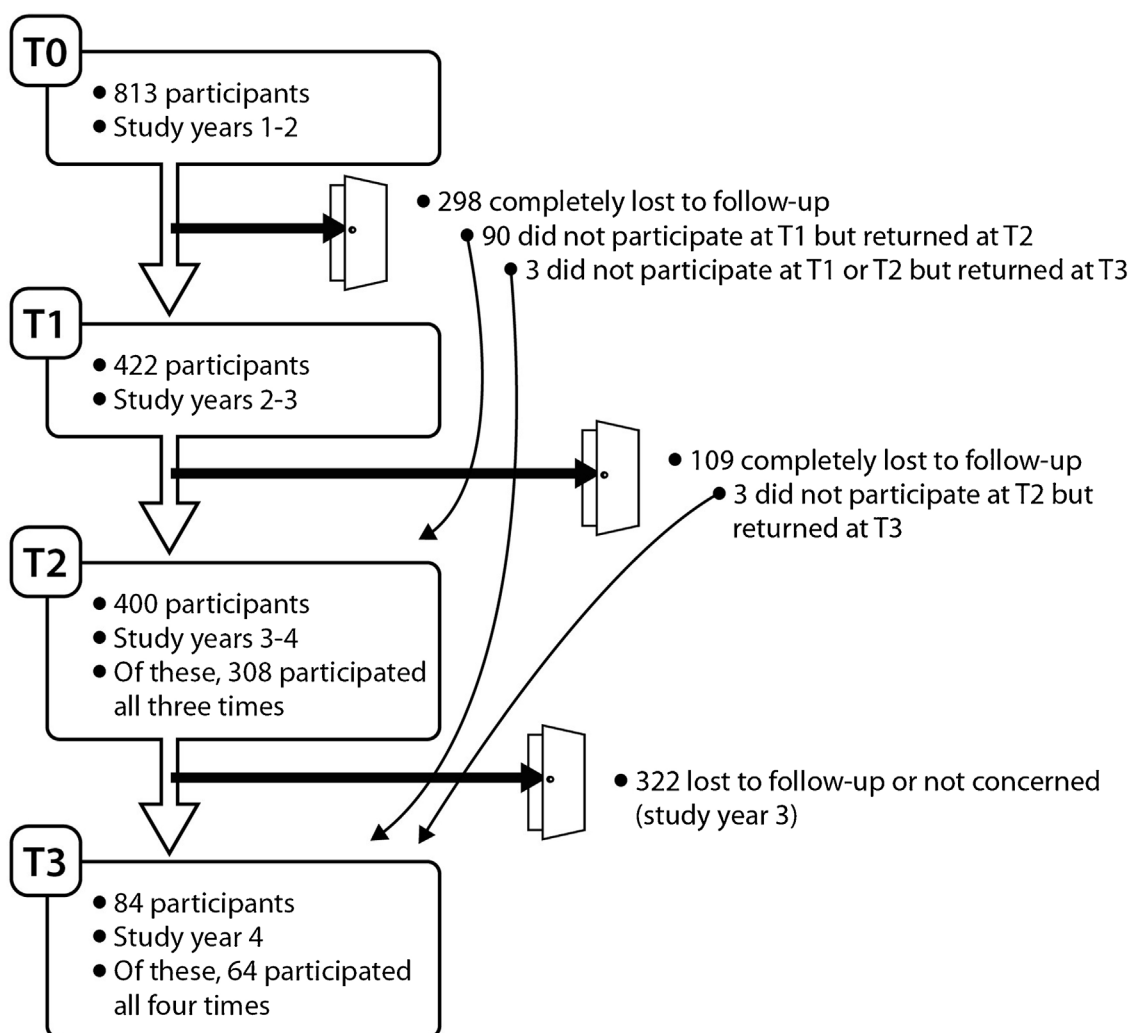 T0
● 813 participants
● Study years 1-2
● 298 completely lost to follow-up
● 90 did not participate at T1 but returned at T2
● 3 did not participate at T1 or T2 but returned at T3
T1
● 422 participants
● Study years 2-3
● 109 completely lost to follow-up
● 3 did not participate at T2 but
returned at T3
T2
● 400 participants
● Study years 3-4
● Of these, 308 participated
all three times
● 322 lost to follow-up or not concerned
(study year 3)
T3
● 84 participants
● Study year 4
● Of these, 64 participated
all four times